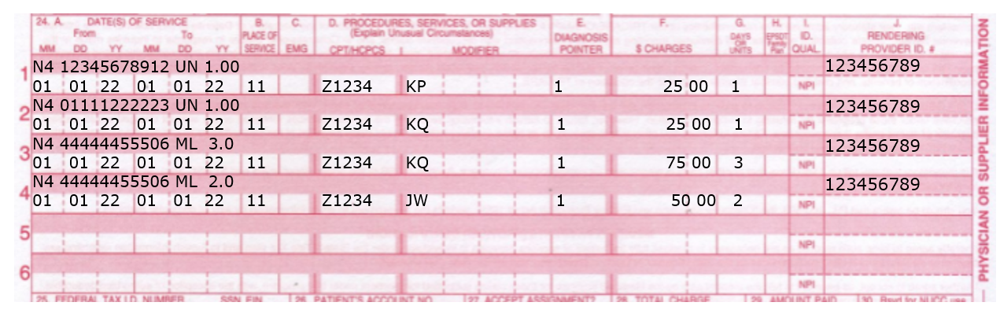 24. A. DATE(S) OF SERVICE B. C. D. PROCEDURES, SERVICES, OR SUPPLIES E. F. G. H. I. J.
From To PLACE OF (Explain Unusual Circumstances) DIAGNOSIS DAYS OR EPSDT Family ID. RENDERING
MM DD YY MM DD YY SERVICE EMG CPT/HCPCS MODIFIER POINTER $ CHARGES UNITS Plan QUAL. PROVIDER ID. #
N4 12345678912 UN 1.00 123456789
1 01 01 22 01 01 22 11 Z1234 KP 1 25 00 1 NPI
N4 01111222223 UN 1.00 123456789
2 01 01 22 01 01 22 11 Z1234 KQ 1 25 00 1 NPI
N4 44444455506 ML 3.0 123456789
3 01 01 22 01 01 22 11 Z1234 KQ 1 75 00 3 NPI
N4 44444455506 ML 2.0 123456789
4 01 01 22 01 01 22 11 Z1234 JW 1 50 00 2 NPI
5 NPI
6 NPI
25. FEDERAL TAX I.D. NUMBER SSN EIN 26. PATIENT'S ACCOUNT NO. 27. ACCEPT ASSIGNMENT? 28. TOTAL CHARGE 29. AMOUNT PAID 30. Rsvd for NUCC use
PHYSICIAN OR SUPPLIER INFORMATION